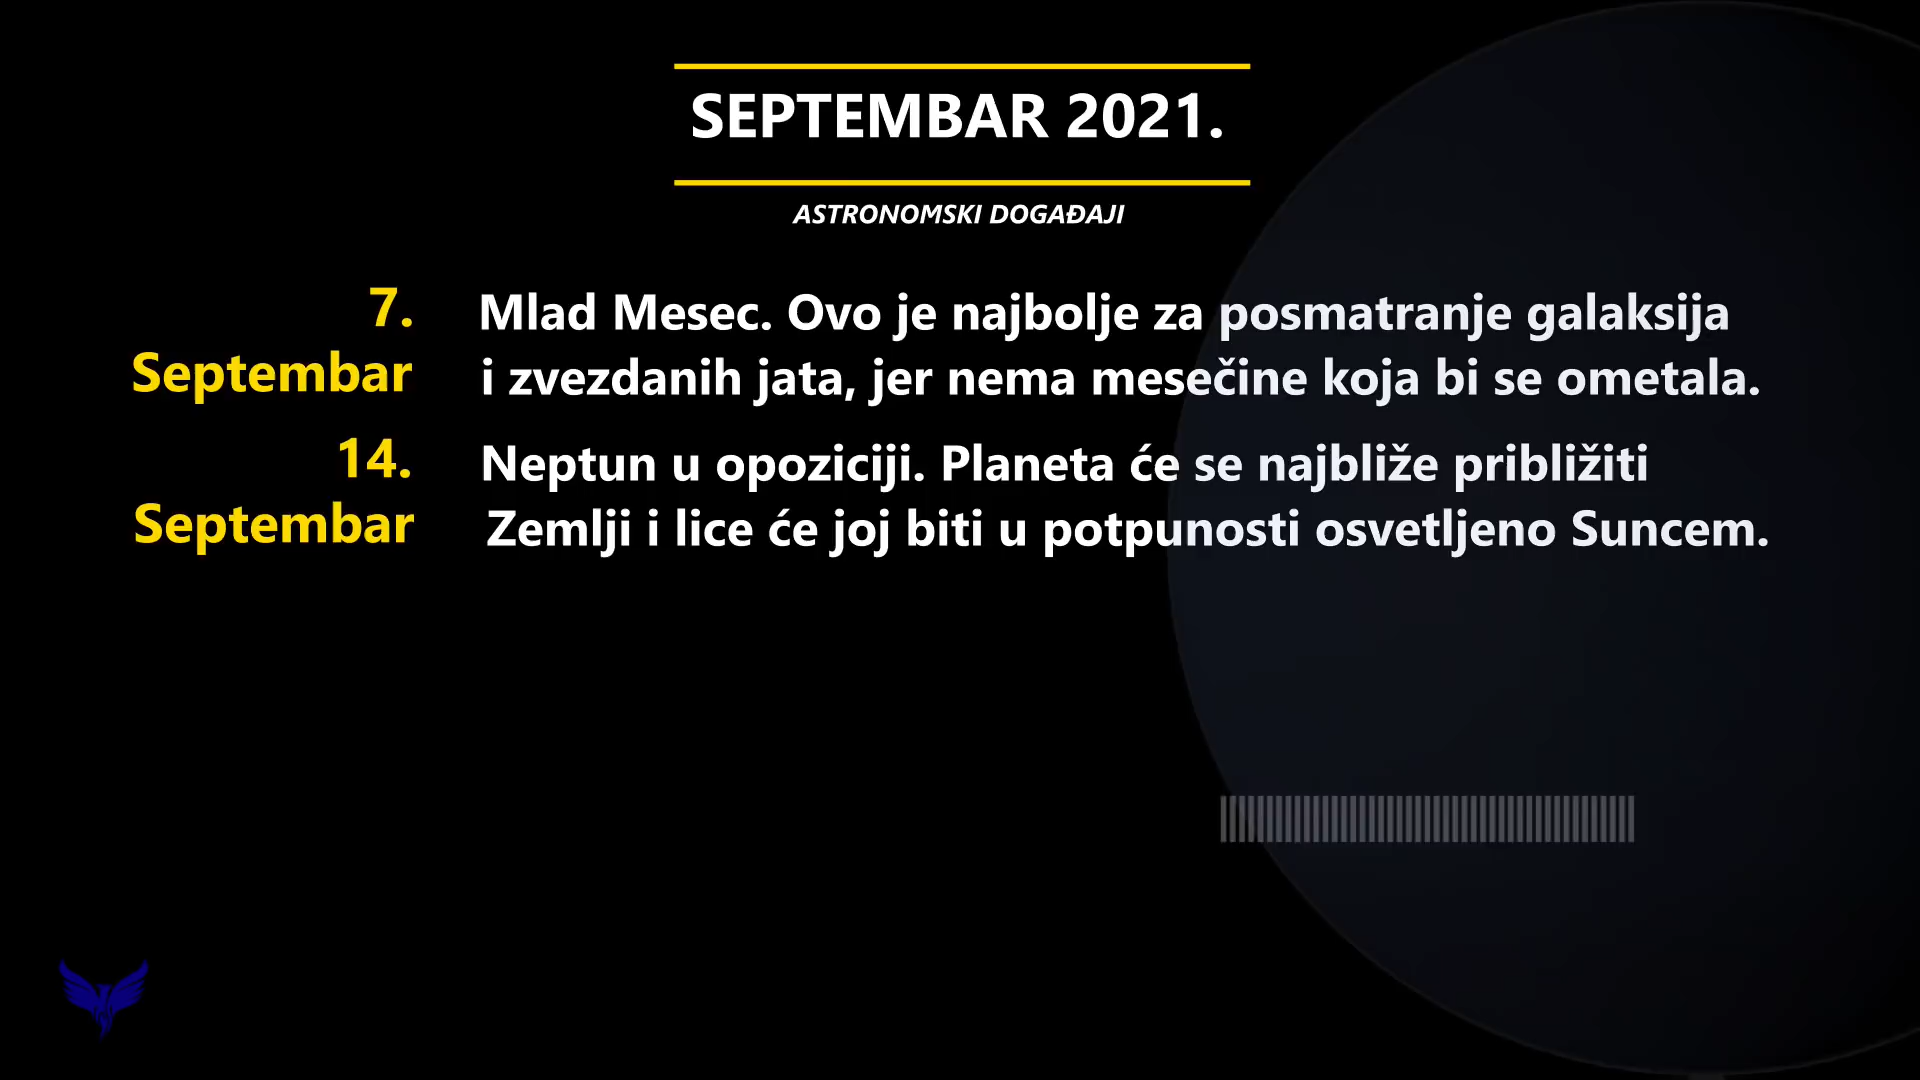 SEPTEMBAR 2021.
ASTRONOMSKI DOGAĐAJI
7.
Septembar
Mlad Mesec. Ovo je najbolje za posmatranje galaksija
i zvezdanih jata, jer nema mesečine koja bi se ometala.
14.
Septembar
Neptun u opoziciji. Planeta će se najbliže približiti
Zemlji i lice će joj biti u potpunosti osvetljeno Suncem.